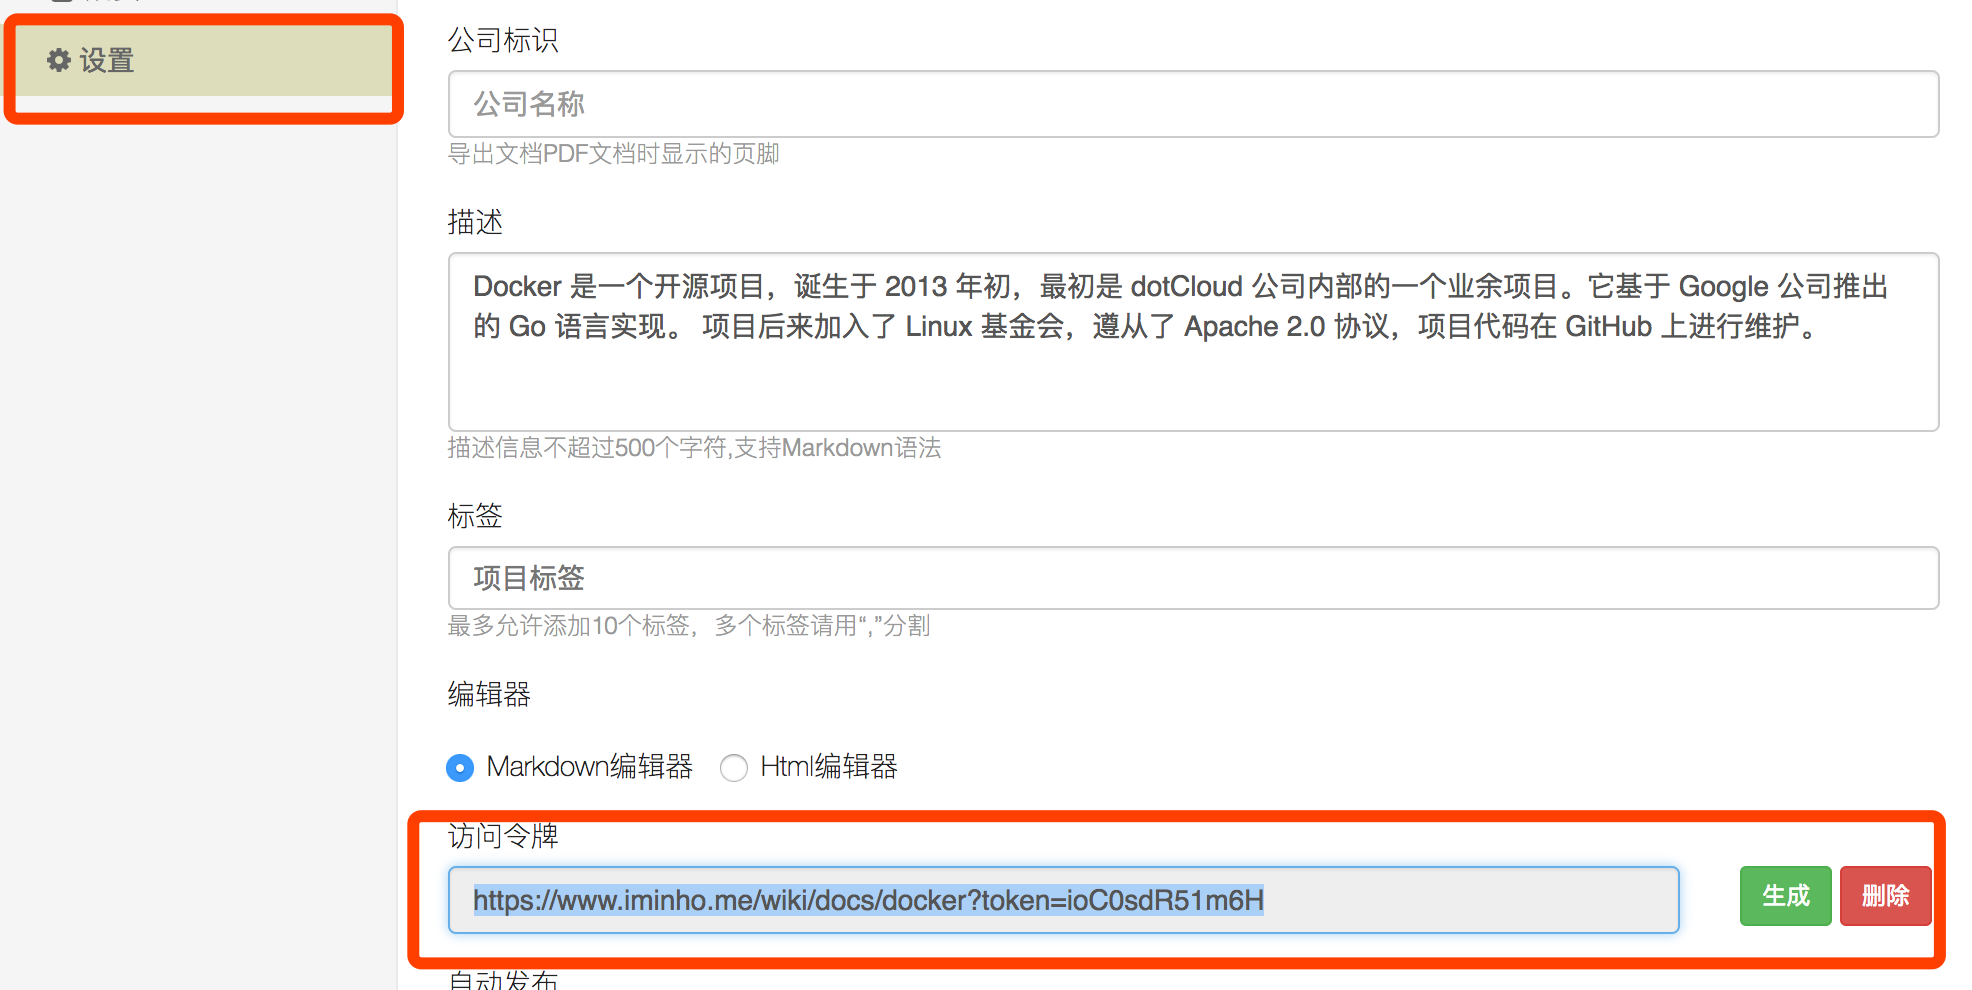 设置
公司标识
公司名称
导出文档PDF文档时显示的页脚
描述
Docker 是一个开源项目，诞生于 2013 年初，最初是 dotCloud 公司内部的一个业余项目。它基于 Google 公司推出
的 Go 语言实现。 项目后来加入了 Linux 基金会，遵从了 Apache 2.0 协议，项目代码在 GitHub 上进行维护。
描述信息不超过500个字符,支持Markdown语法
标签
项目标签
最多允许添加10个标签，多个标签请用“,”分割
编辑器
Markdown编辑器 Html编辑器
访问令牌
https://www.iminho.me/wiki/docs/docker?token=ioC0sdR51m6H 生成 删除
自动发布